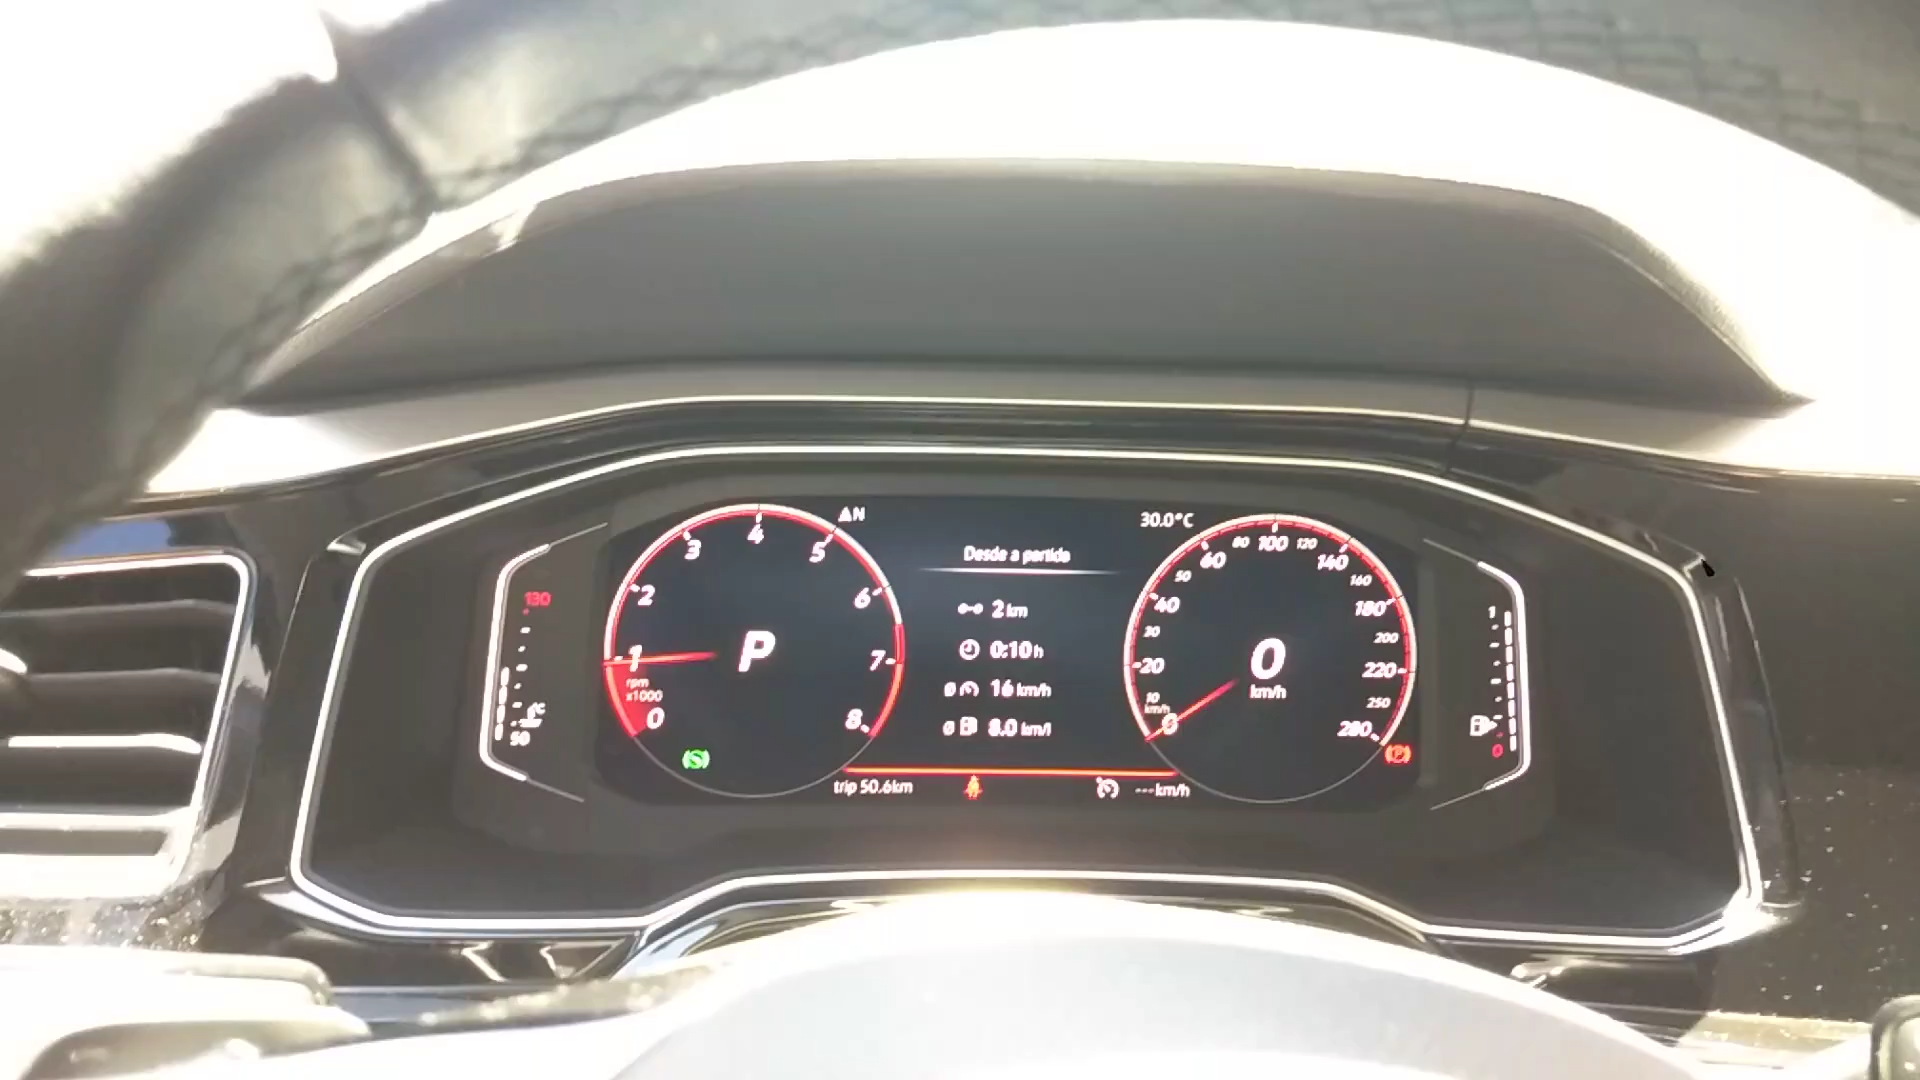 N
30.0°C
Desde a partida
2 km
0:10 h
Ø 16 km/h
Ø 8.0 km/l
trip 50.6km
---km/h
130
50
°C
0
1
2
3
4
5
6
7
8
rpm
x1000
P
0
10
km/h
20
30
40
50
60
80
100
120
140
160
180
200
220
250
280
0
km/h
P
1
0